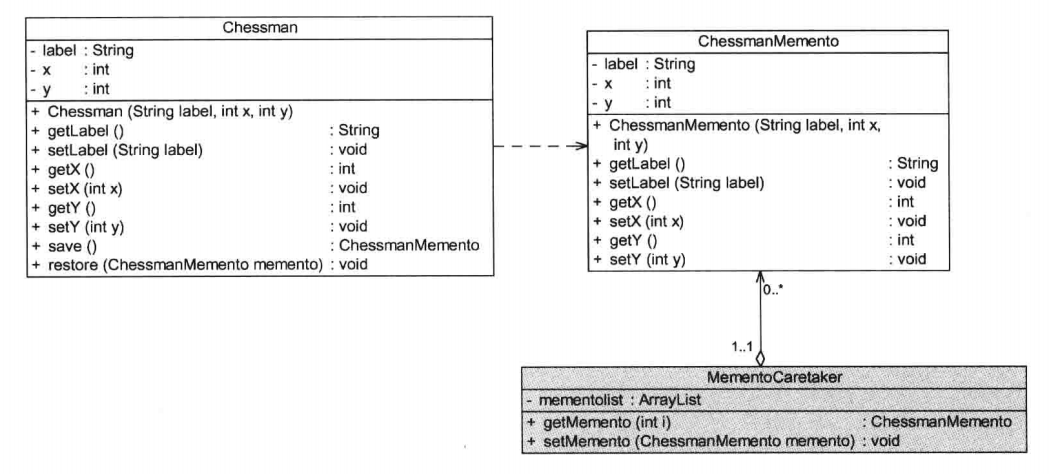 Chessman
- label : String
- x : int
- y : int
+ Chessman (String label, int x, int y)
+ getLabel () : String
+ setLabel (String label) : void
+ getX () : int
+ setX (int x) : void
+ getY () : int
+ setY (int y) : void
+ save () : ChessmanMemento
+ restore (ChessmanMemento memento) : void
ChessmanMemento
- label : String
- x : int
- y : int
+ ChessmanMemento (String label, int x,
int y)
+ getLabel () : String
+ setLabel (String label) : void
+ getX () : int
+ setX (int x) : void
+ getY () : int
+ setY (int y) : void
0..*
1..1
MementoCaretaker
- mementolist : ArrayList
+ getMemento (int i) : ChessmanMemento
+ setMemento (ChessmanMemento memento) : void